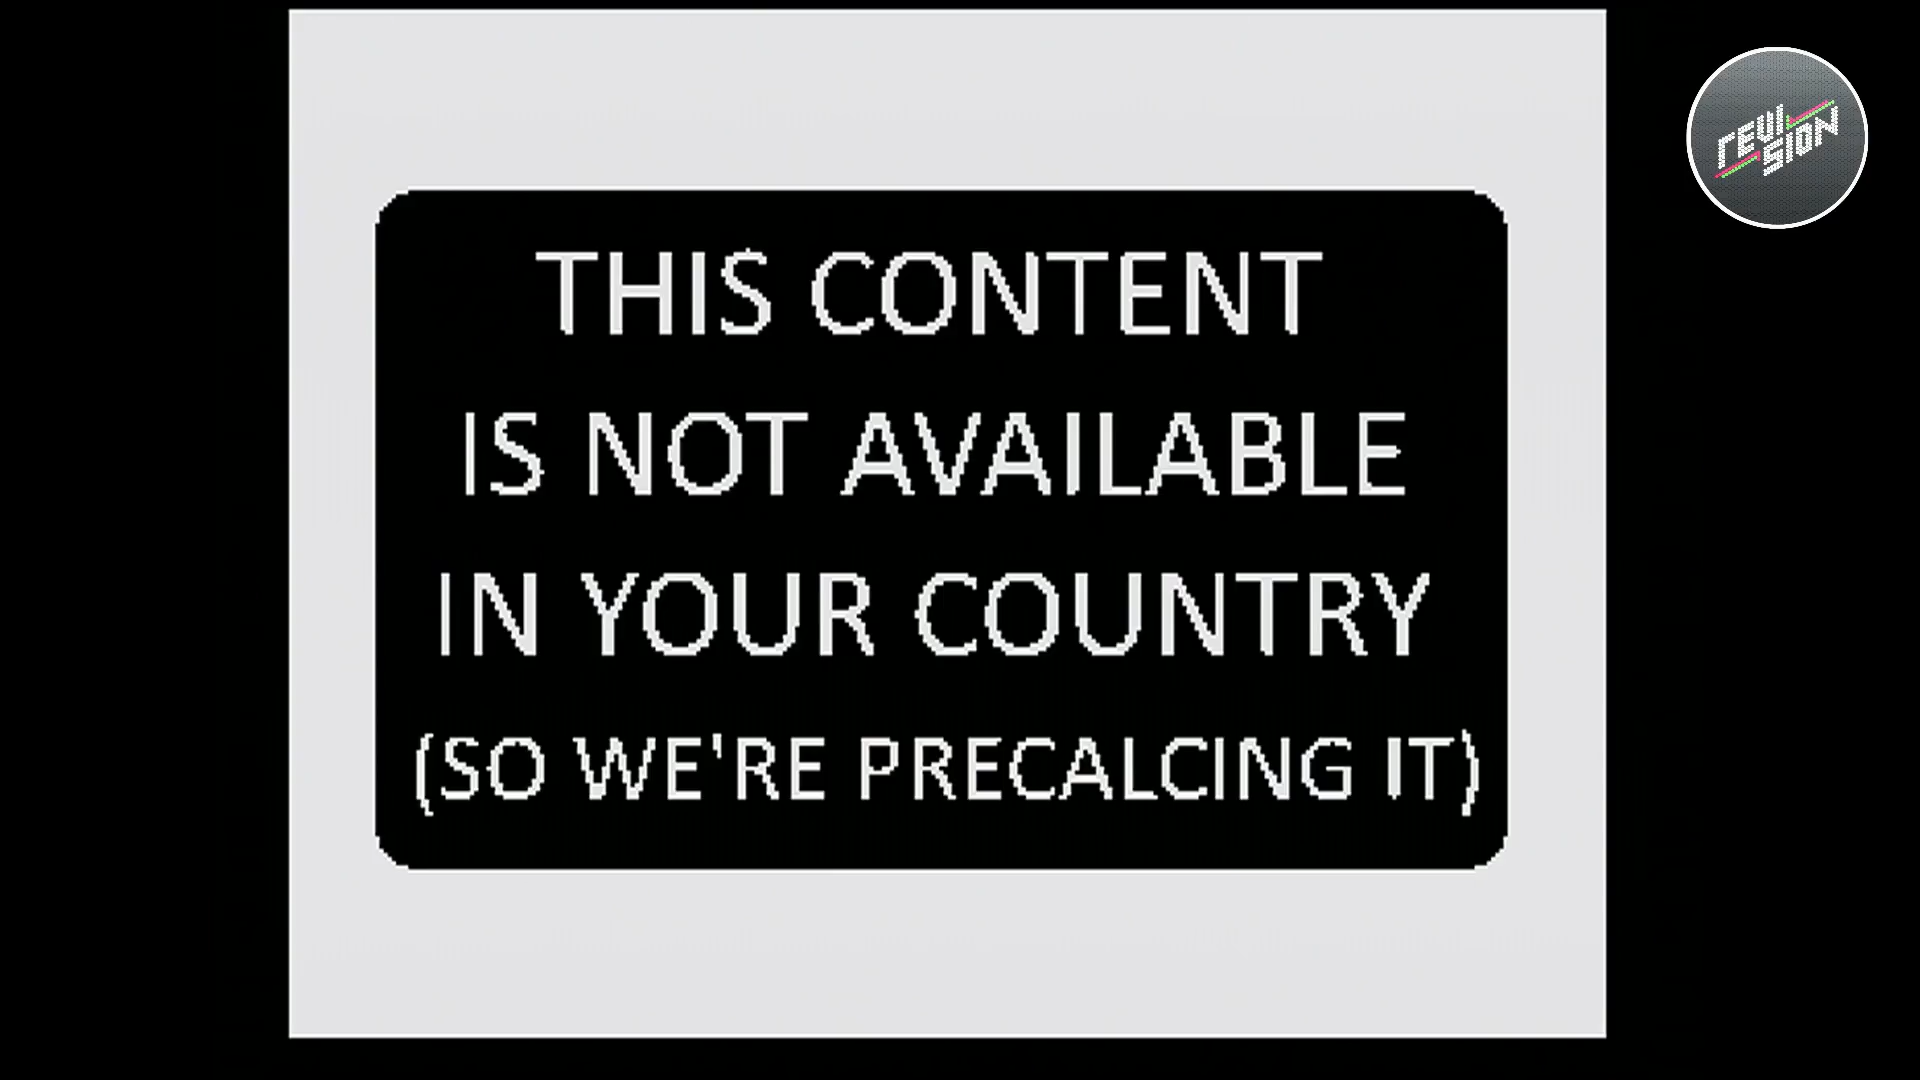 THIS CONTENT
IS NOT AVAILABLE
IN YOUR COUNTRY
(SO WE'RE PRECALCING IT)
REVISION